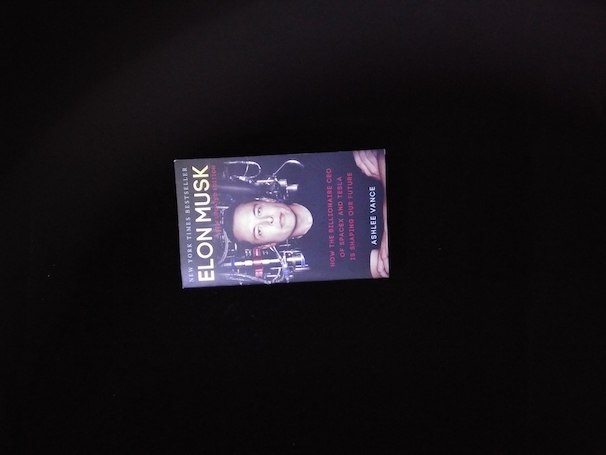 NEW YORK TIMES BESTSELLER
ELON MUSK
EDITION
HOW THE BILLIONAIRE CEO
OF SPACEX AND TESLA
IS SHAPING OUR FUTURE
ASHLEE VANCE